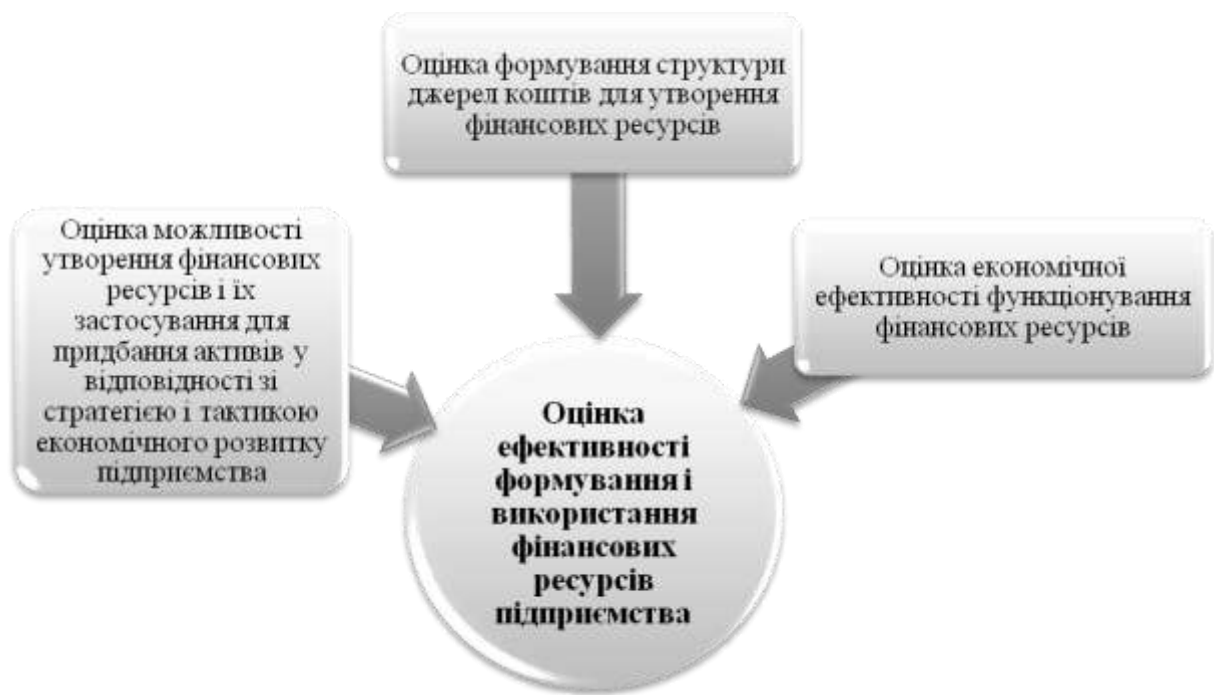 Оцінка формування структури
джерел коштів для утворення
фінансових ресурсів
Оцінка можливості
утворення фінансових
ресурсів і їх
застосування для
придбання активів у
відповідності зі
стратегією і тактикою
економічного розвитку
підприємства
Оцінка економічної
ефективності функціонування
фінансових ресурсів
Оцінка
ефективності
формування і
використання
фінансових
ресурсів
підприємства